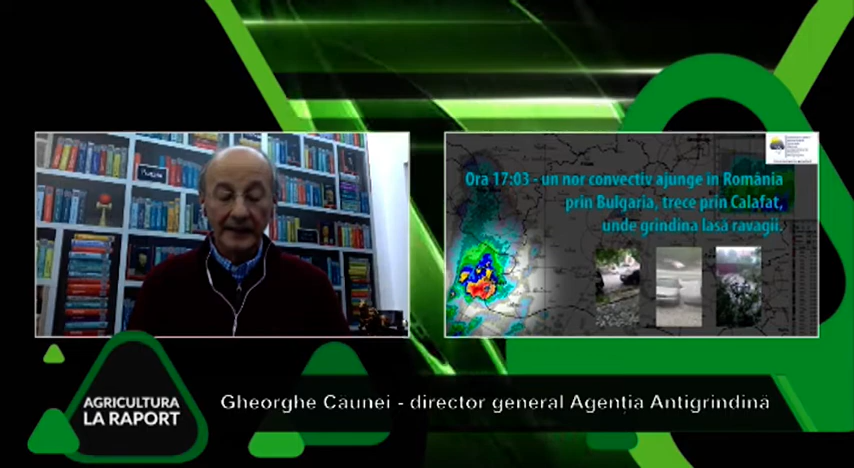 Ora 17:03 - un nor convectiv ajunge în România
prin Bulgaria, trece prin Calafat,
unde grindina lasă ravagii.
AGRICULTURA
LA RAPORT
Gheorghe Caunei - director general Agenția Antigrindină